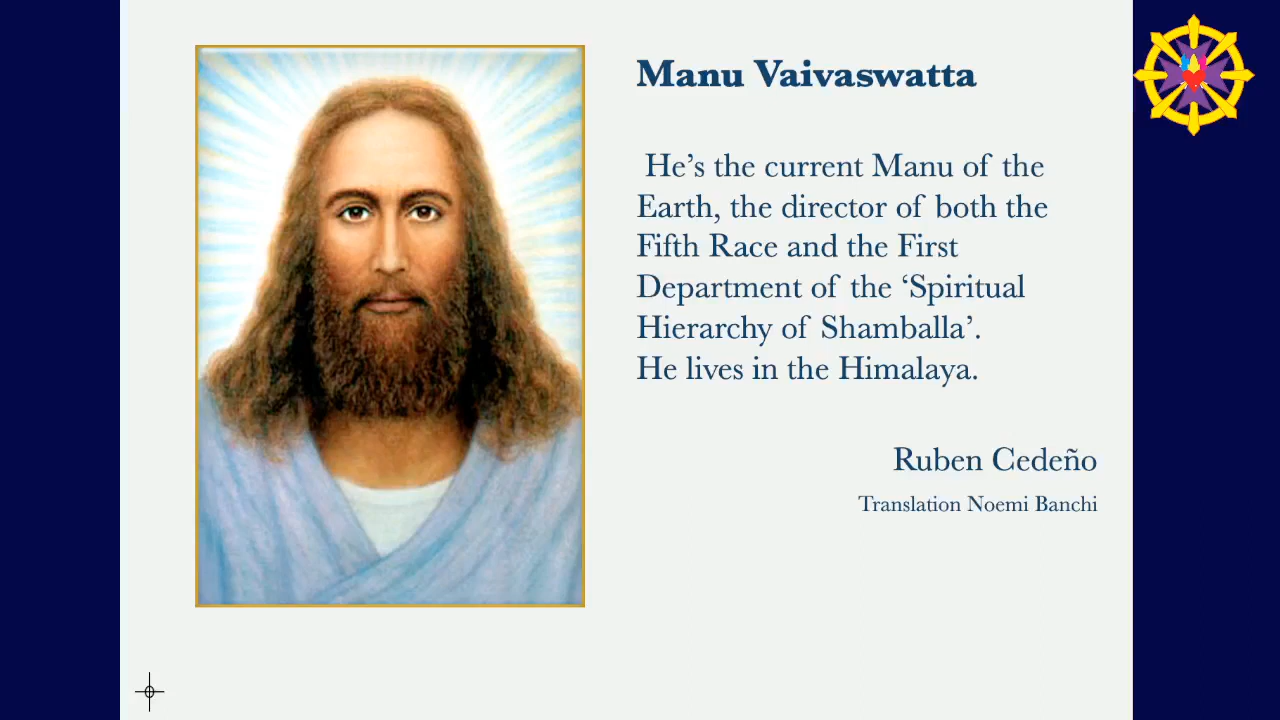 Manu Vaivaswatta
He’s the current Manu of the
Earth, the director of both the
Fifth Race and the First
Department of the ‘Spiritual
Hierarchy of Shamballa’.
He lives in the Himalaya.
Ruben Cedeño
Translation Noemi Banchi